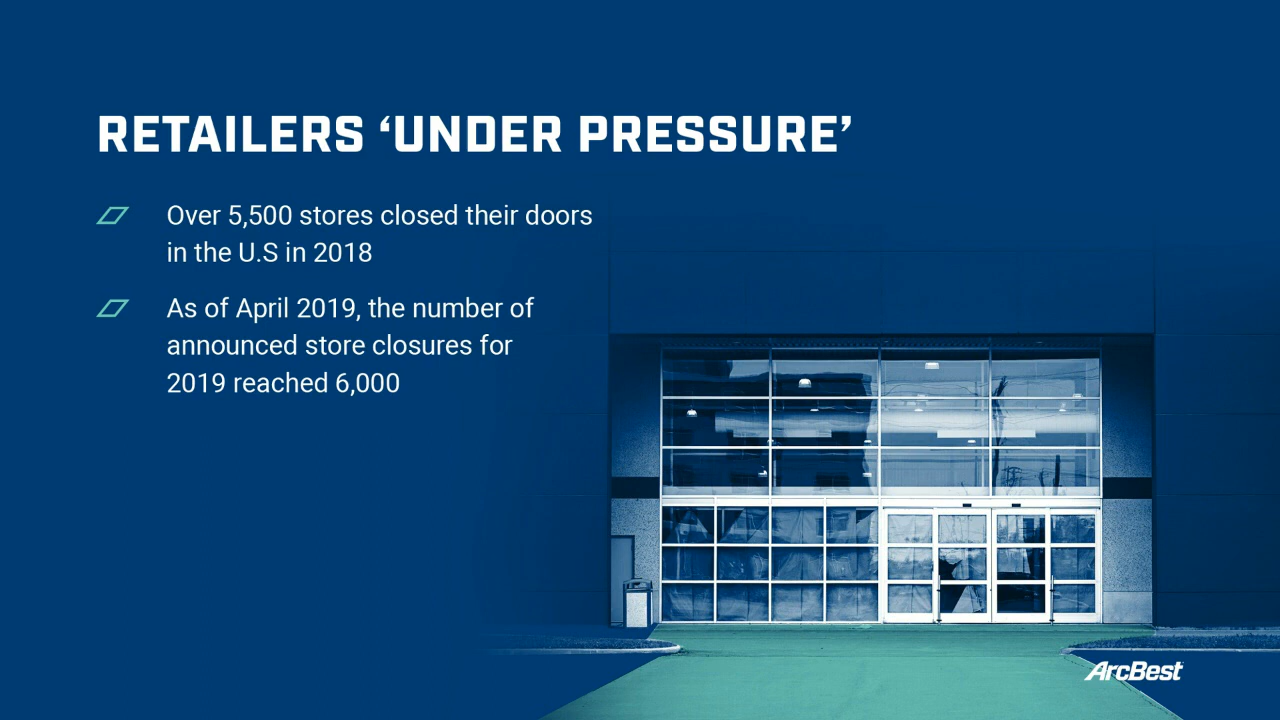 RETAILERS ‘UNDER PRESSURE’
Over 5,500 stores closed their doors
in the U.S in 2018
As of April 2019, the number of
announced store closures for
2019 reached 6,000
ArcBest